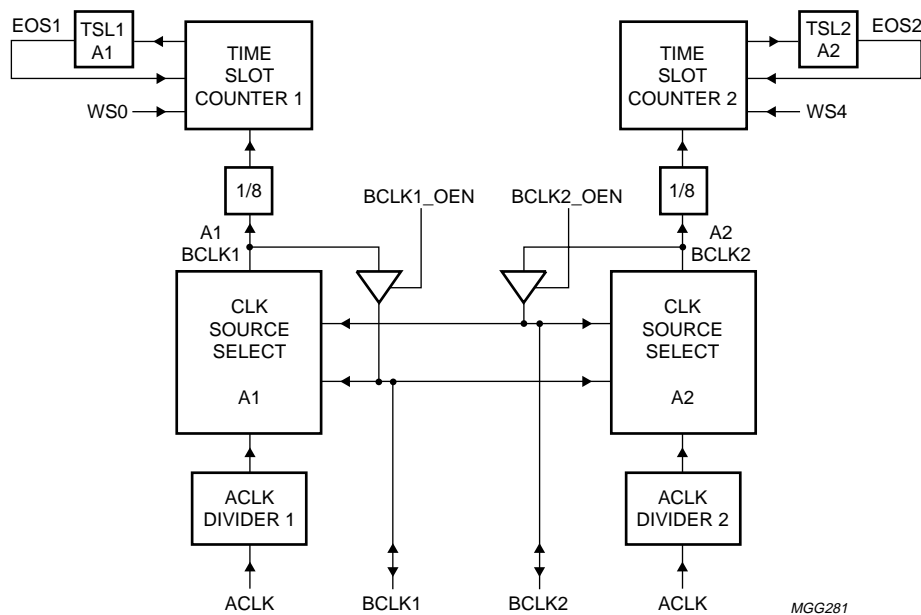 EOS1
TSL1
A1
TIME
SLOT
COUNTER 1
WS0
TIME
SLOT
COUNTER 2
TSL2
A2
EOS2
WS4
1/8
1/8
BCLK1_OEN
BCLK2_OEN
A1
BCLK1
A2
BCLK2
CLK
SOURCE
SELECT
A1
CLK
SOURCE
SELECT
A2
ACLK
DIVIDER 1
ACLK
DIVIDER 2
ACLK
BCLK1
BCLK2
ACLK
MGG281